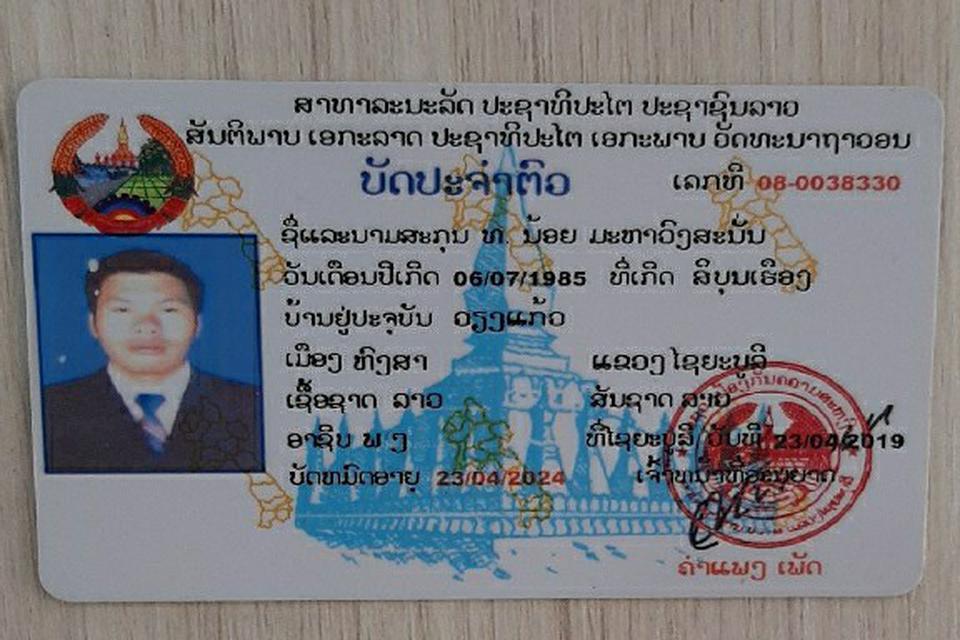 ສາທາລະນະລັດ ປະຊາທິປະໄຕ ປະຊາຊົນລາວ
ສັນຕິພາບ ເອກະລາດ ປະຊາທິປະໄຕ ເອກະພາບ ວັດທະນາຖາວອນ
ບັດປະຈຳຕົວ
ເລກທີ 08-0038330
ຊື່ແລະນາມສະກຸນ ທ. ນ້ອຍ ມະຫາວົງສະນັ້ນ
ວັນເດືອນປີເກີດ 06/07/1985 ທີ່ເກີດ ສີບຸນເຮືອງ
ບ້ານຢູ່ປະຈຸບັນ ວຽງແກ້ວ
ເມືອງ ຫົງສາ ແຂວງ ໄຊຍະບູລີ
ເຊື້ອຊາດ ລາວ ສັນຊາດ ລາວ
ອາຊີບ ພ ງ ທີ່ໄຊຍະບູລີ ວັນທີ 23/04/2019
ບັດຫມົດອາຍຸ 23/04/2024 ເຈົ້າຫນ້າທີ່ອະນຸຍາດ
ຄຳແພງ ເພັດ